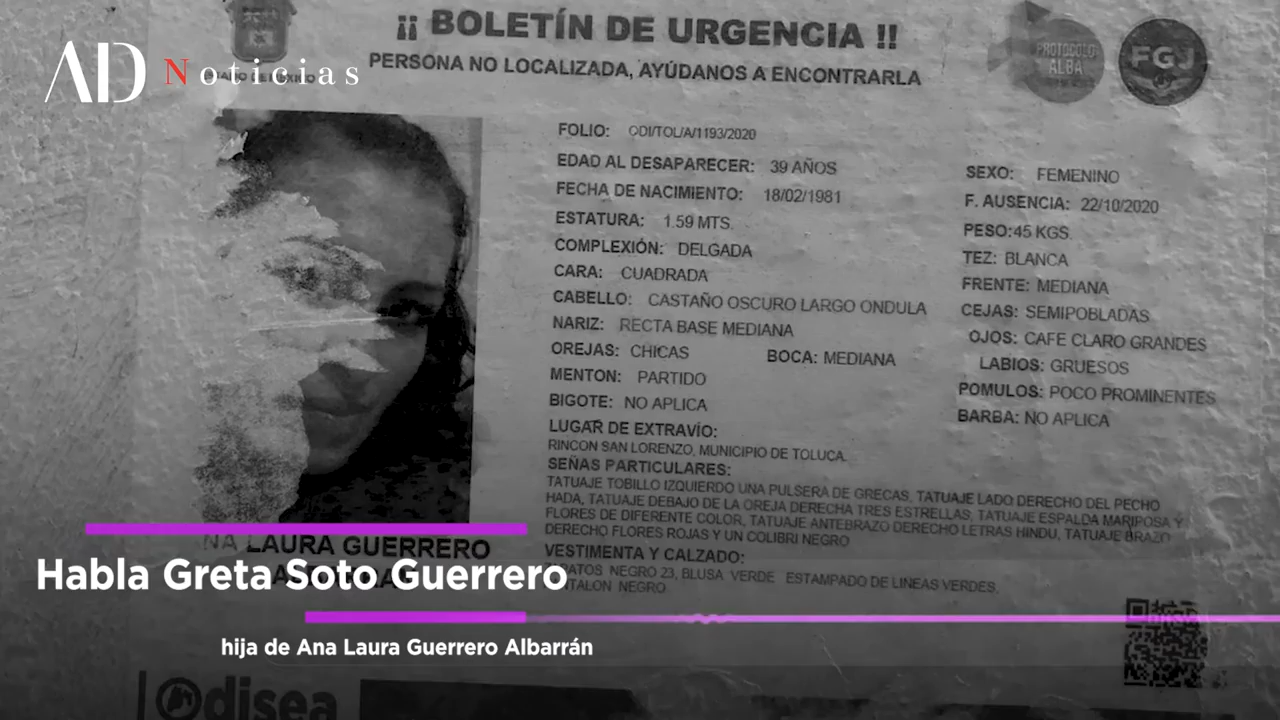 ¡¡ BOLETÍN DE URGENCIA !!
PERSONA NO LOCALIZADA, AYÚDANOS A ENCONTRARLA
AD Noticias
PROTOCOLO
ALBA
FGJ
FOLIO: ODI/TOL/A/1193/2020
EDAD AL DESAPARECER: 39 AÑOS
FECHA DE NACIMIENTO: 18/02/1981
ESTATURA: 1.59 MTS.
COMPLEXIÓN: DELGADA
CARA: CUADRADA
CABELLO: CASTAÑO OSCURO LARGO ONDULA
NARIZ: RECTA BASE MEDIANA
OREJAS: CHICAS BOCA: MEDIANA
MENTON: PARTIDO
BIGOTE: NO APLICA
SEXO: FEMENINO
F. AUSENCIA: 22/10/2020
PESO:45 KGS.
TEZ: BLANCA
FRENTE: MEDIANA
CEJAS: SEMIPOBLADAS
OJOS: CAFE CLARO GRANDES
LABIOS: GRUESOS
POMULOS: POCO PROMINENTES
BARBA: NO APLICA
LUGAR DE EXTRAVÍO:
RINCON SAN LORENZO, MUNICIPIO DE TOLUCA.
SEÑAS PARTICULARES:
TATUAJE TOBILLO IZQUIERDO UNA PULSERA DE GRECAS, TATUAJE LADO DERECHO DEL PECHO
HADA, TATUAJE DEBAJO DE LA OREJA DERECHA TRES ESTRELLAS, TATUAJE ESPALDA MARIPOSA Y
FLORES DE DIFERENTE COLOR, TATUAJE ANTEBRAZO DERECHO LETRAS HINDU, TATUAJE BRAZO
DERECHO FLORES ROJAS Y UN COLIBRI NEGRO
VESTIMENTA Y CALZADO:
NEGRO 23, BLUSA VERDE ESTAMPADO DE LINEAS VERDES,
NEGRO
NA LAURA GUERRERO
Habla Greta Soto Guerrero
hija de Ana Laura Guerrero Albarrán
Odisea